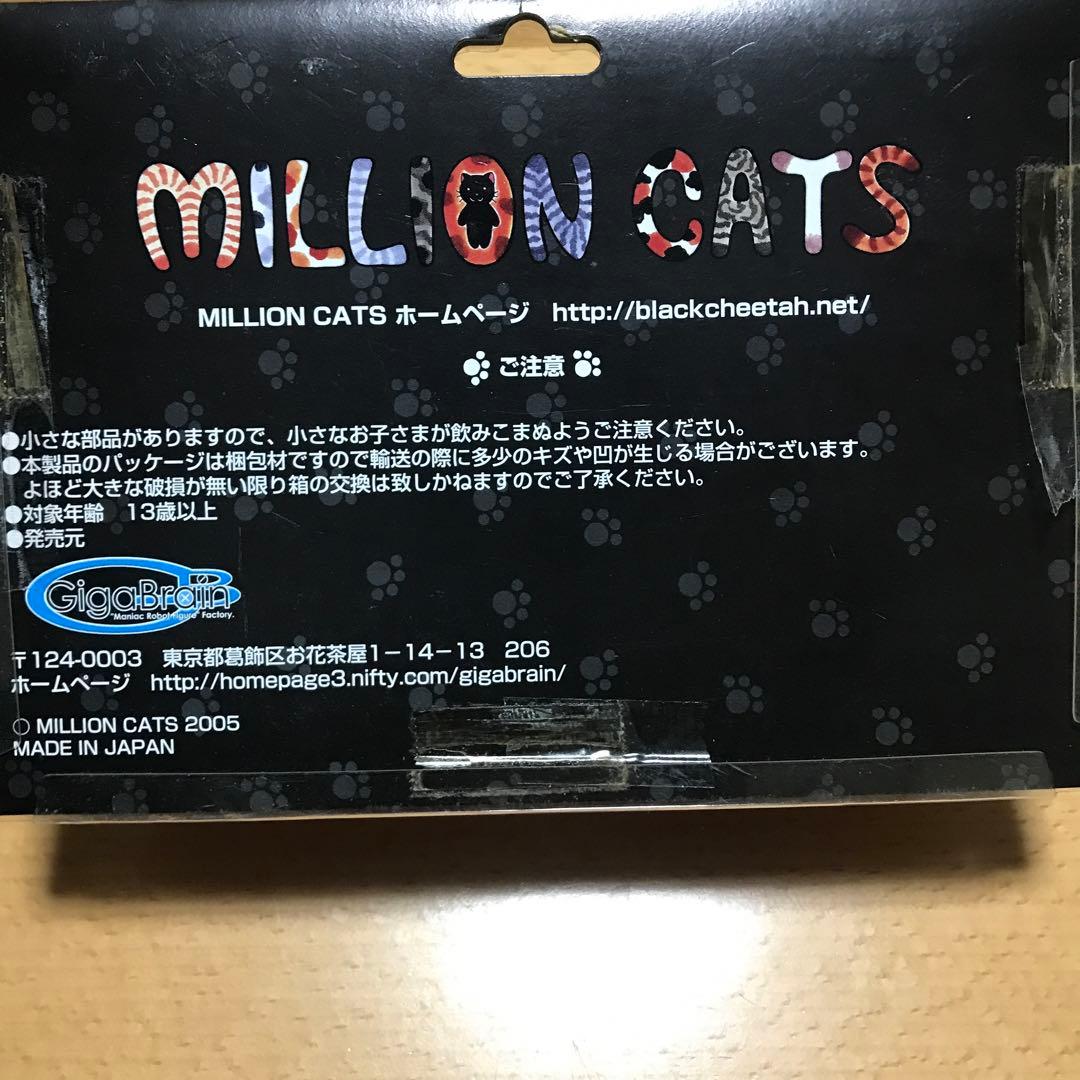 MILLION CATS
MILLION CATS ホームページ http://blackcheetah.net/
ご注意
●小さな部品がありますので、小さなお子さまが飲みこまぬようご注意ください。
●本製品のパッケージは梱包材ですので輸送の際に多少のキズや凹が生じる場合がございます。
よほど大きな破損が無い限り箱の交換は致しかねますのでご了承ください。
●対象年齢 13歳以上
●発売元
GigaBrain
"Maniac Robot Figure" Factory.
〒124-0003 東京都葛飾区お花茶屋1-14-13 206
ホームページ http://homepage3.nifty.com/gigabrain/
○ MILLION CATS 2005
MADE IN JAPAN